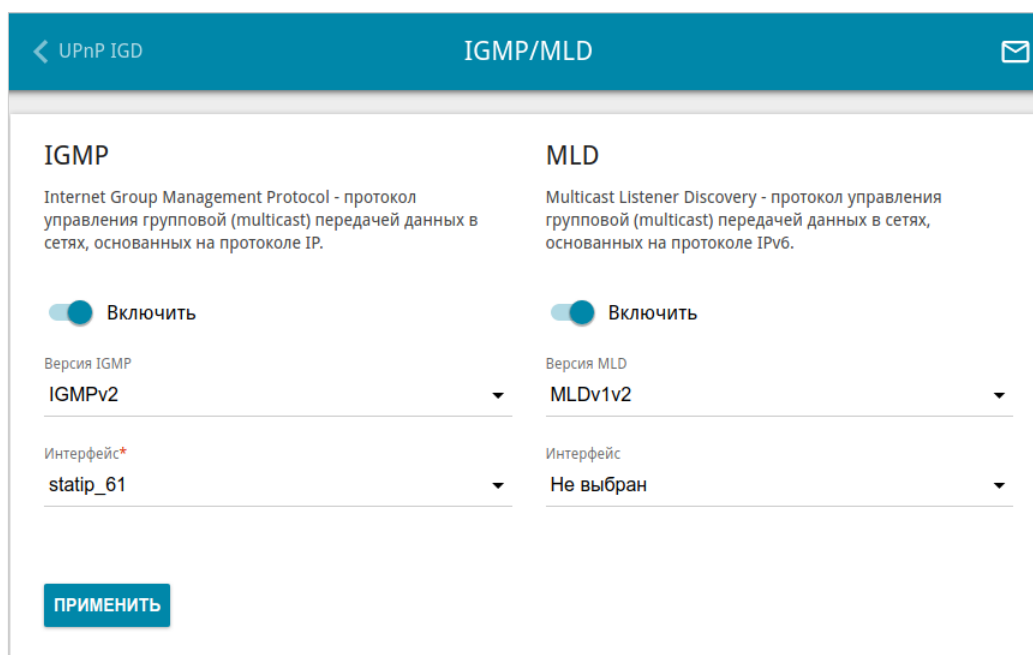 UPnP IGD
IGMP/MLD
IGMP
Internet Group Management Protocol - протокол
управления групповой (multicast) передачей данных в
сетях, основанных на протоколе IP.
Включить
Версия IGMP
IGMPv2
Интерфейс*
statip_61
MLD
Multicast Listener Discovery - протокол управления
групповой (multicast) передачей данных в сетях,
основанных на протоколе IPv6.
Включить
Версия MLD
MLDv1v2
Интерфейс
Не выбран
ПРИМЕНИТЬ